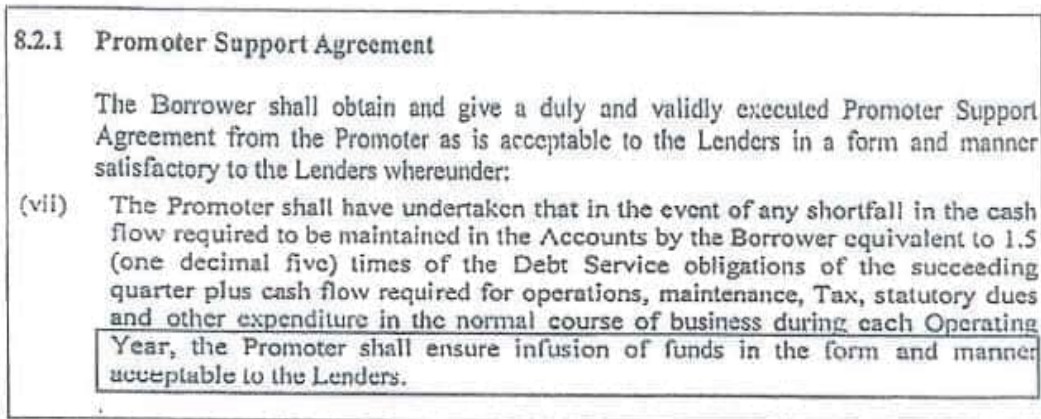 8.2.1 Promoter Support Agreement
The Borrower shall obtain and give a duly and validly executed Promoter Support
Agreement from the Promoter as is acceptable to the Lenders in a form and manner
satisfactory to the Lenders whereunder:
(vii) The Promoter shall have undertaken that in the event of any shortfall in the cash
flow required to be maintained in the Accounts by the Borrower equivalent to 1.5
(one decimal five) times of the Debt Service obligations of the succeeding
quarter plus cash flow required for operations, maintenance, Tax, statutory dues
and other expenditure in the normal course of business during each Operating
Year, the Promoter shall ensure infusion of funds in the form and manner
acceptable to the Lenders.